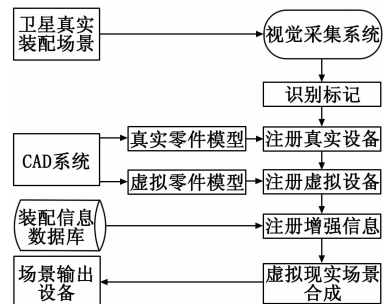 卫星真实
装配场景
视觉采集系统
识别标记
真实零件模型
注册真实设备
CAD系统
虚拟零件模型
注册虚拟设备
装配信息
数据库
注册增强信息
场景输出
设备
虚拟现实场景
合成